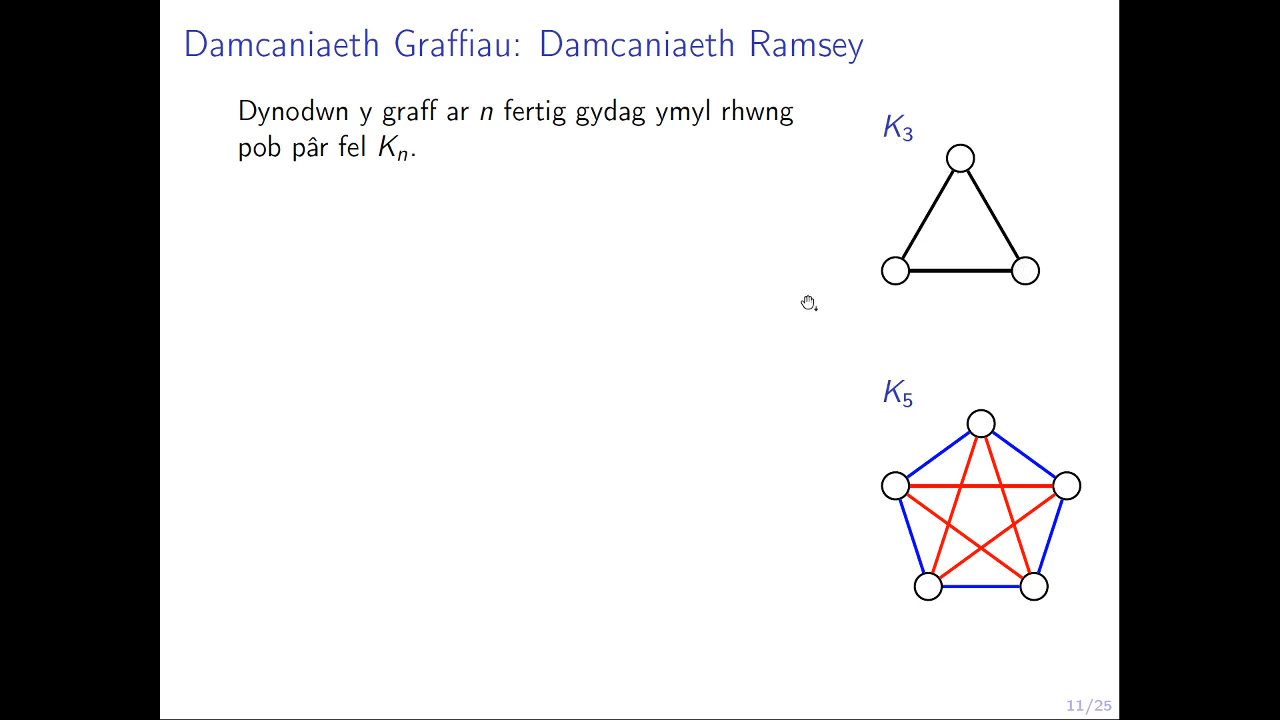 Damcaniaeth Graffiau: Damcaniaeth Ramsey
Dynodwn y graff ar n fertig gydag ymyl rhwng
pob pâr fel Kₙ.
K₃
K₅
11/25